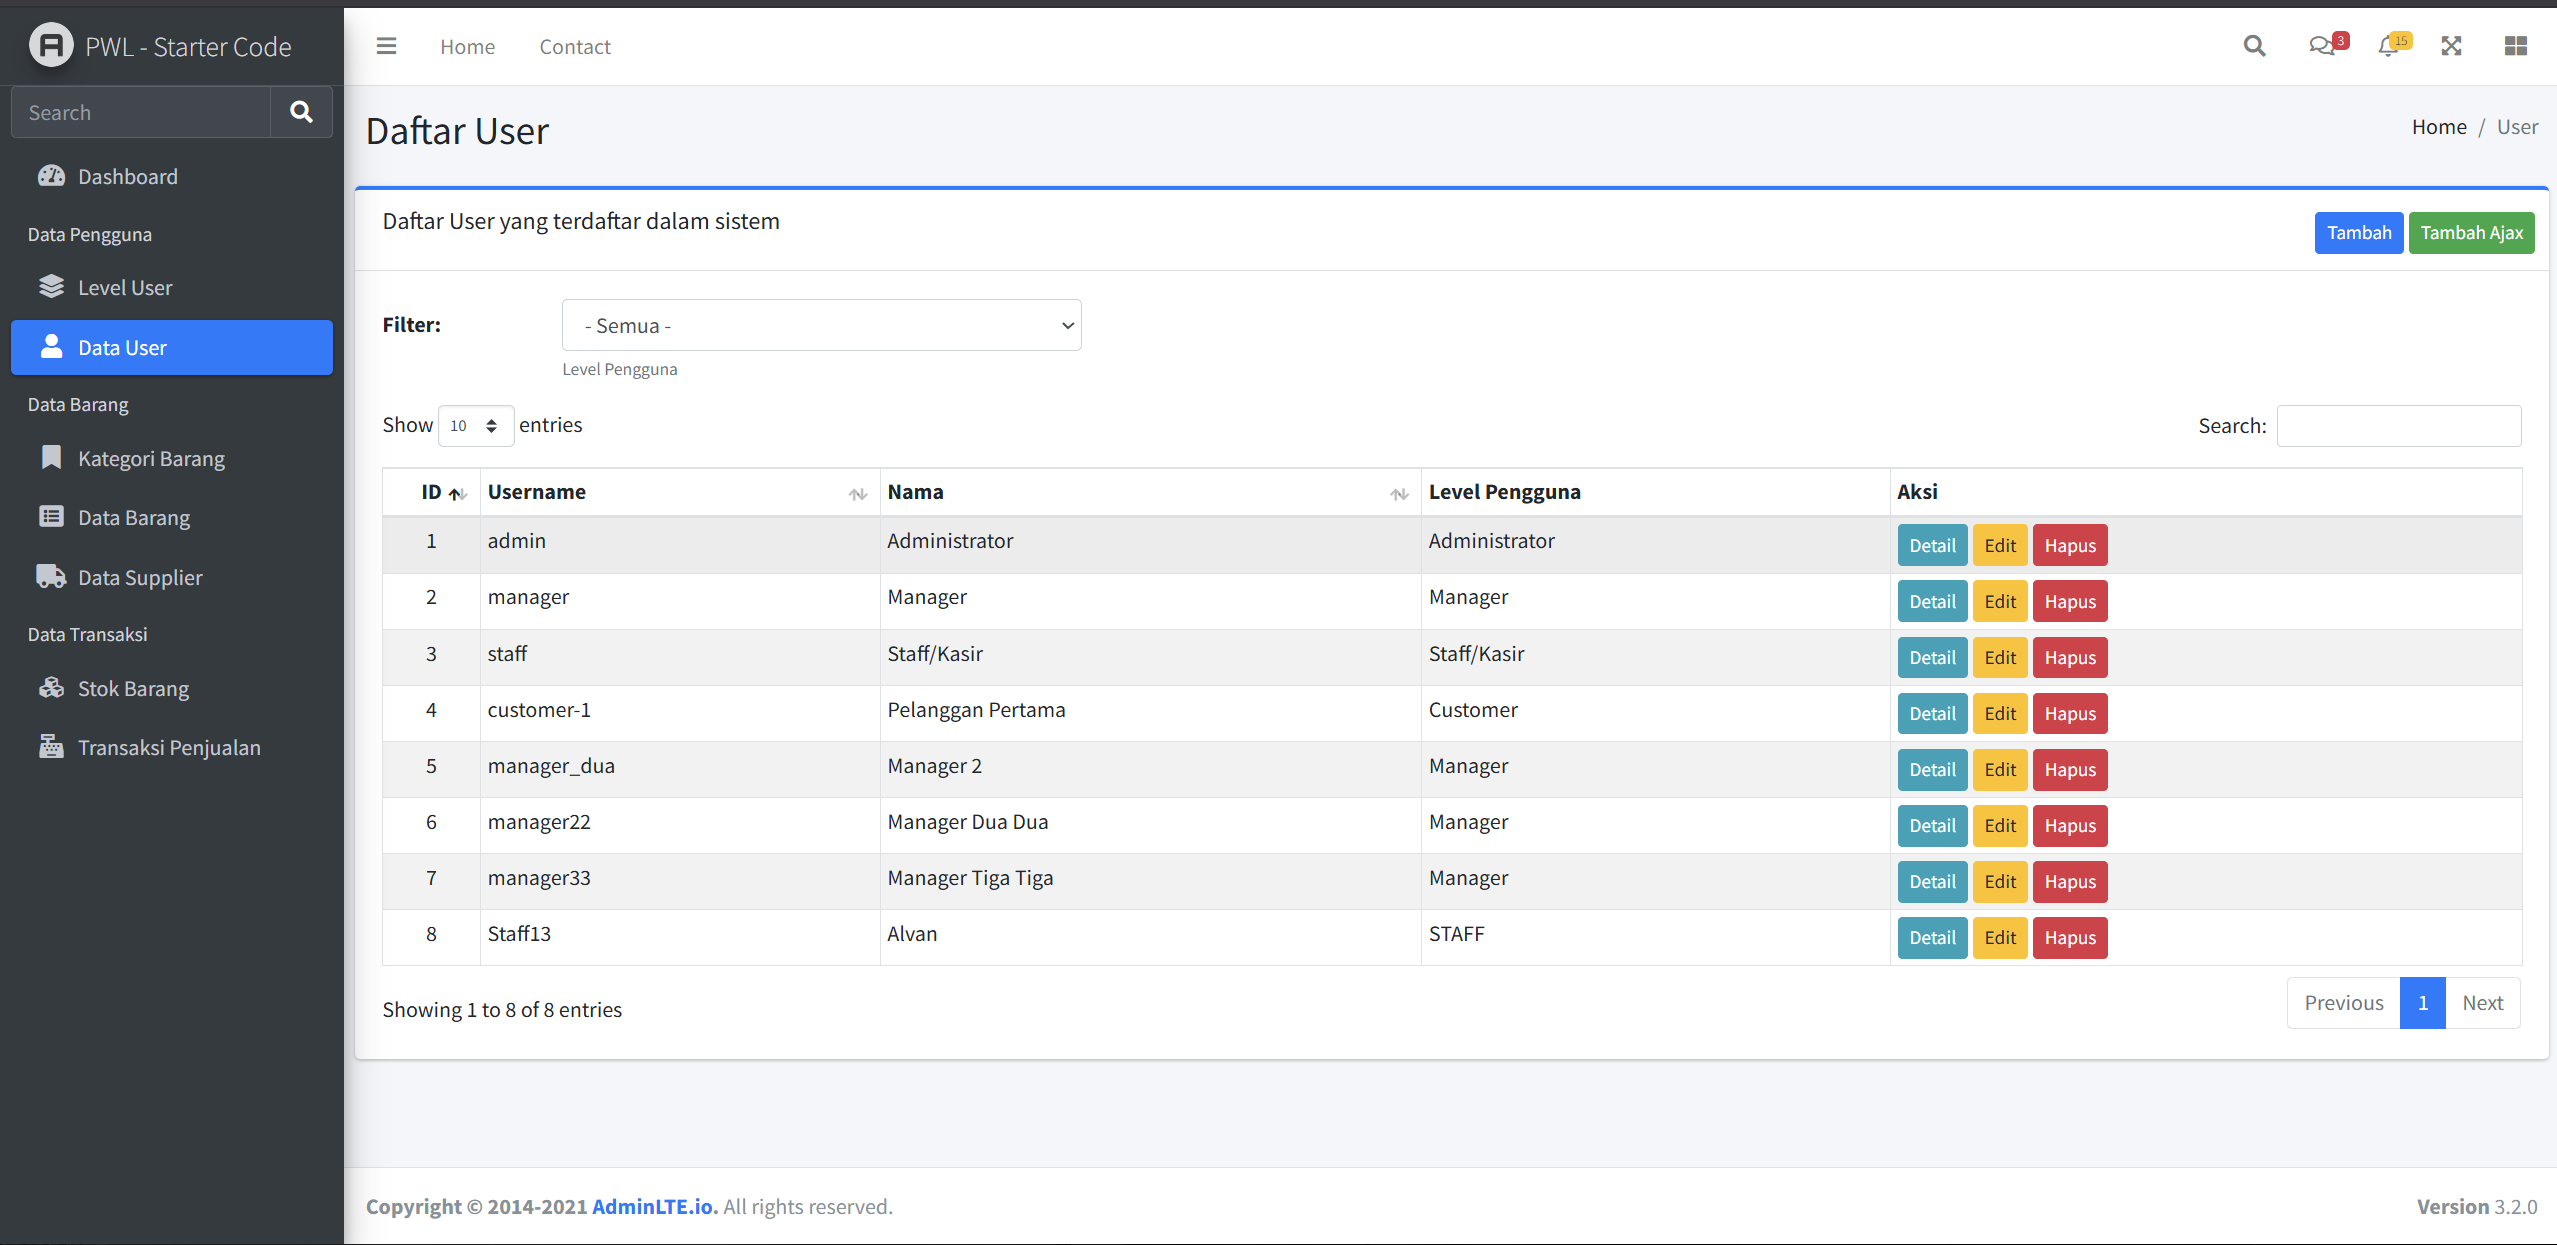 PWL - Starter Code
Home Contact 3 15
Search
Daftar User
Home / User
Dashboard
Data Pengguna
Level User
Data User
Data Barang
Kategori Barang
Data Barang
Data Supplier
Data Transaksi
Stok Barang
Transaksi Penjualan
Daftar User yang terdaftar dalam sistem
Tambah Tambah Ajax
Filter: - Semua -
Level Pengguna
Show 10 entries
Search:
ID Username Nama Level Pengguna Aksi
1 admin Administrator Administrator Detail Edit Hapus
2 manager Manager Manager Detail Edit Hapus
3 staff Staff/Kasir Staff/Kasir Detail Edit Hapus
4 customer-1 Pelanggan Pertama Customer Detail Edit Hapus
5 manager_dua Manager 2 Manager Detail Edit Hapus
6 manager22 Manager Dua Dua Manager Detail Edit Hapus
7 manager33 Manager Tiga Tiga Manager Detail Edit Hapus
8 Staff13 Alvan STAFF Detail Edit Hapus
Showing 1 to 8 of 8 entries
Previous 1 Next
Copyright © 2014-2021 AdminLTE.io. All rights reserved.
Version 3.2.0